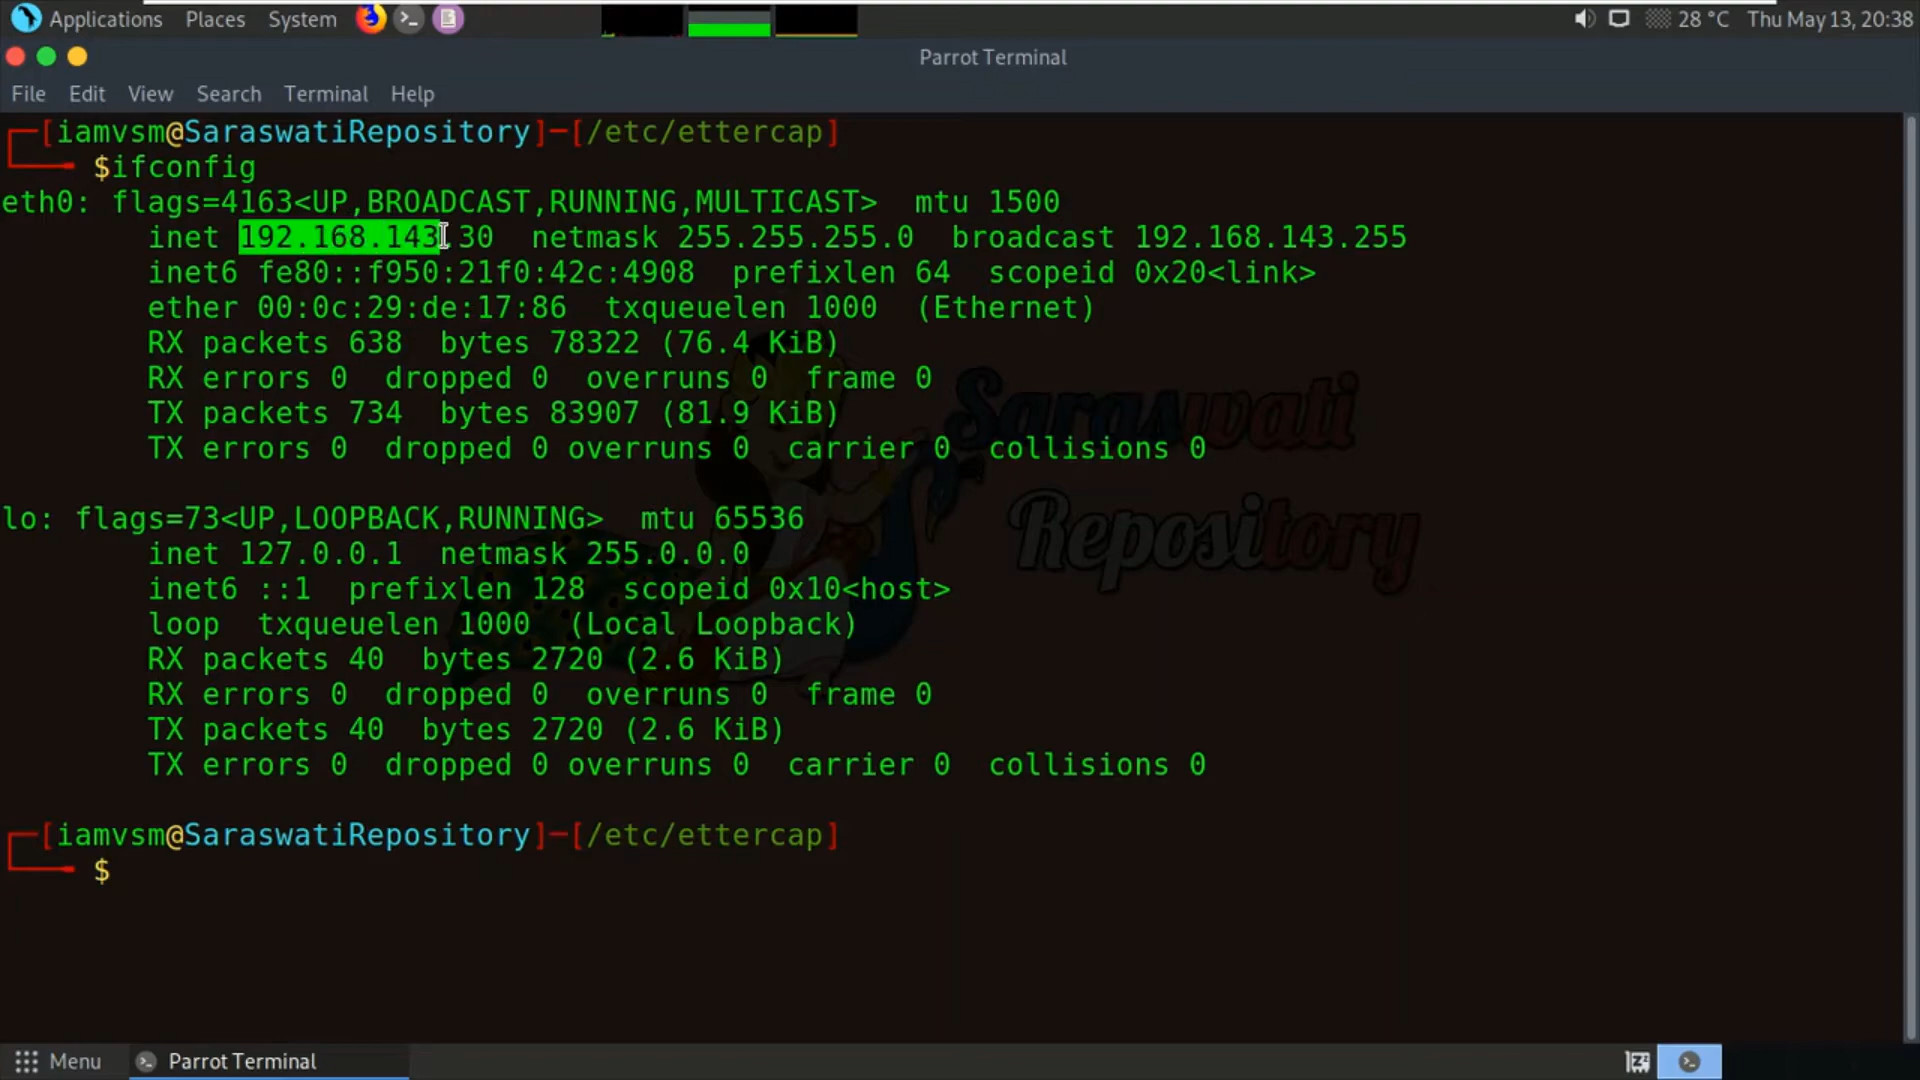 Applications Places System 28 °C Thu May 13, 20:38
Parrot Terminal
File Edit View Search Terminal Help
┌─[iamvsm@SaraswatiRepository]─[/etc/ettercap]
└──╼ $ifconfig
eth0: flags=4163<UP,BROADCAST,RUNNING,MULTICAST>  mtu 1500
        inet 192.168.143.30  netmask 255.255.255.0  broadcast 192.168.143.255
        inet6 fe80::f950:21f0:42c:4908  prefixlen 64  scopeid 0x20<link>
        ether 00:0c:29:de:17:86  txqueuelen 1000  (Ethernet)
        RX packets 638  bytes 78322 (76.4 KiB)
        RX errors 0  dropped 0  overruns 0  frame 0
        TX packets 734  bytes 83907 (81.9 KiB)
        TX errors 0  dropped 0 overruns 0  carrier 0  collisions 0
lo: flags=73<UP,LOOPBACK,RUNNING>  mtu 65536
        inet 127.0.0.1  netmask 255.0.0.0
        inet6 ::1  prefixlen 128  scopeid 0x10<host>
        loop  txqueuelen 1000  (Local Loopback)
        RX packets 40  bytes 2720 (2.6 KiB)
        RX errors 0  dropped 0  overruns 0  frame 0
        TX packets 40  bytes 2720 (2.6 KiB)
        TX errors 0  dropped 0 overruns 0  carrier 0  collisions 0
┌─[iamvsm@SaraswatiRepository]─[/etc/ettercap]
└──╼ $
Saraswati
Repository
Menu Parrot Terminal